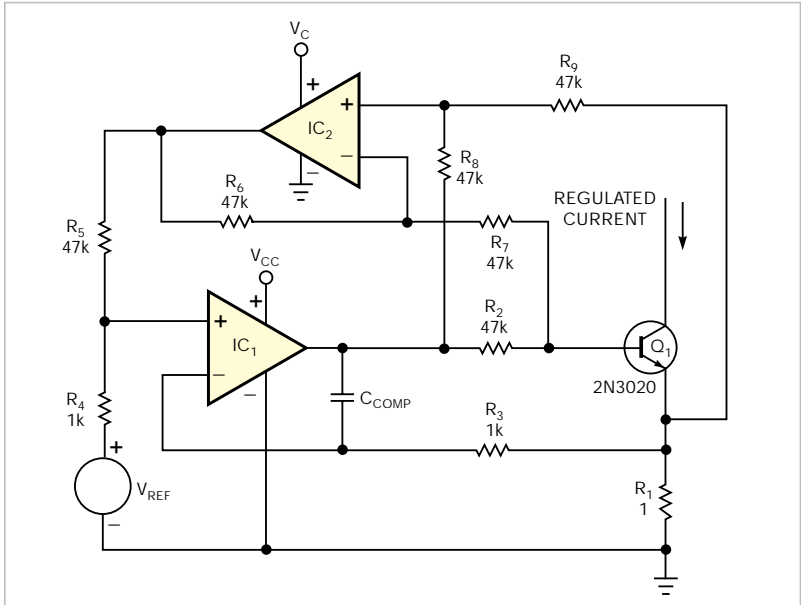 V_C
+
R_9
47k
+
IC_2
–
–
R_8
47k
R_6
47k
REGULATED
CURRENT
R_5
47k
R_7
47k
V_CC
+
R_2
47k
+
IC_1
Q_1
–
–
C_COMP
2N3020
R_4
1k
R_3
1k
+
V_REF
R_1
1
–